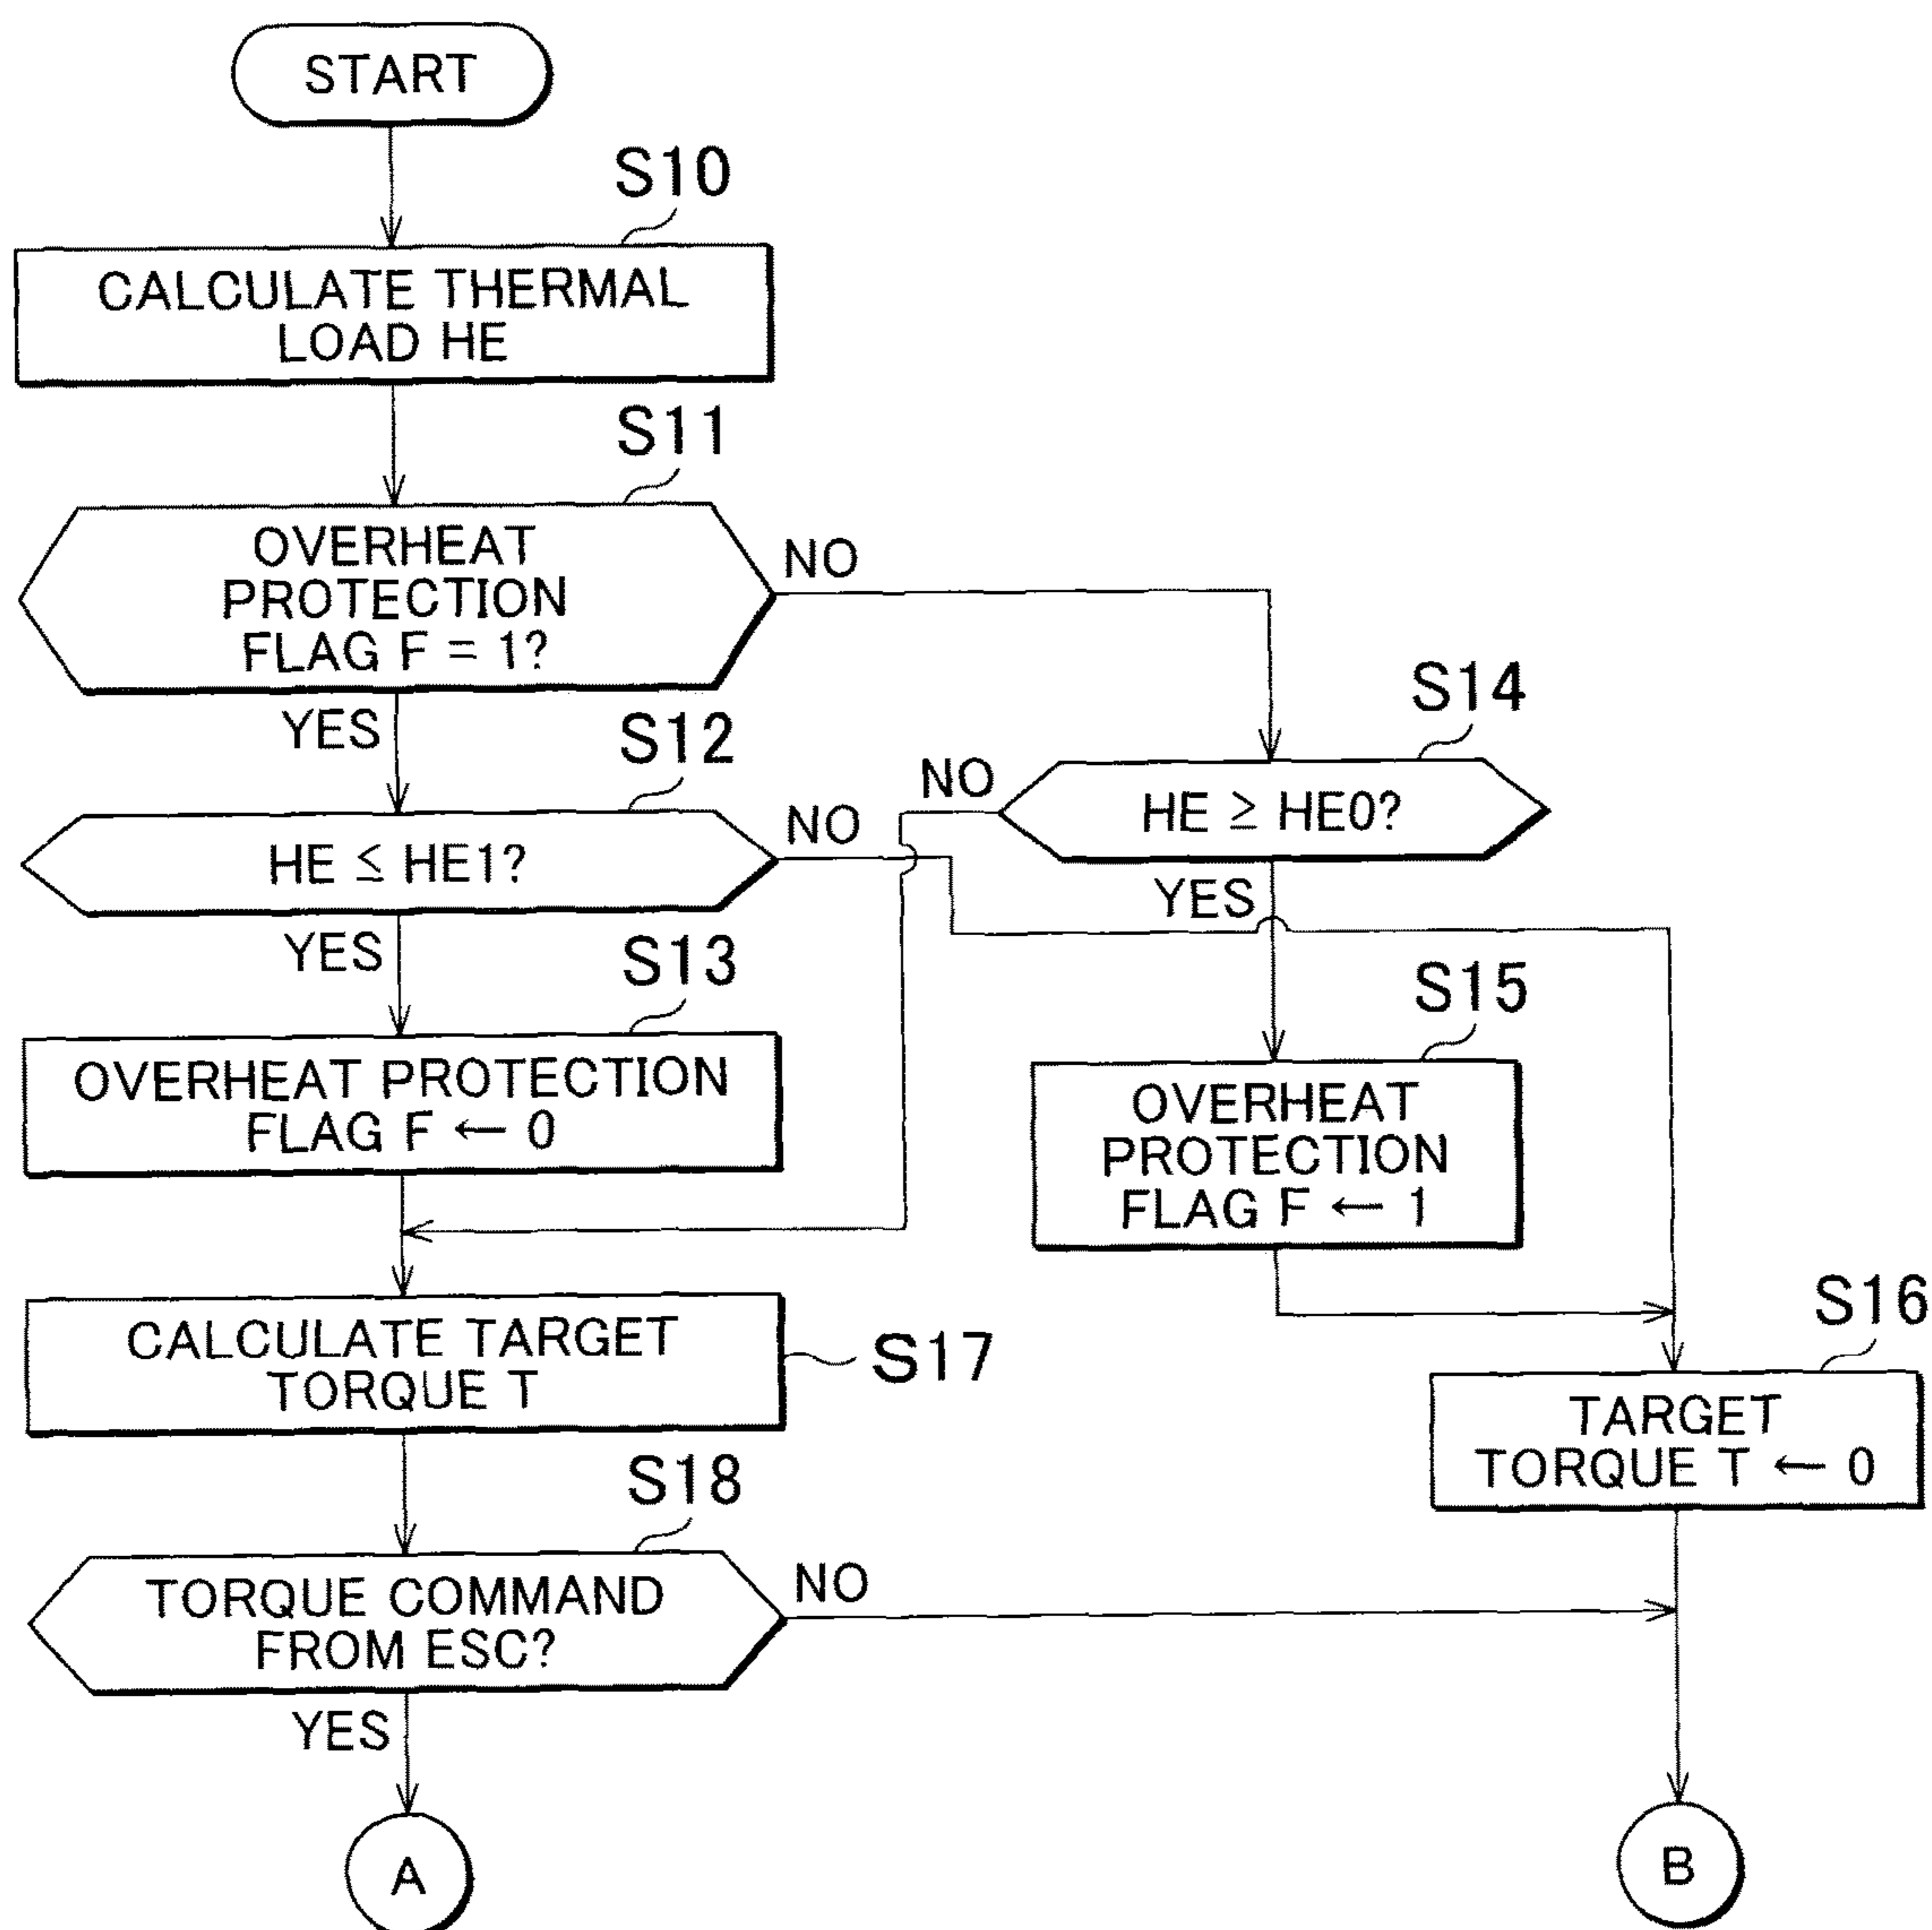 START
S10
CALCULATE THERMAL
LOAD HE
S11
OVERHEAT
PROTECTION
FLAG F = 1?
NO
YES
S12
HE ≤ HE1?
NO
YES
S14
HE ≥ HE0?
NO
YES
S13
OVERHEAT PROTECTION
FLAG F ← 0
S15
OVERHEAT
PROTECTION
FLAG F ← 1
S16
TARGET
TORQUE T ← 0
CALCULATE TARGET
TORQUE T
S17
S18
TORQUE COMMAND
FROM ESC?
NO
YES
A
B